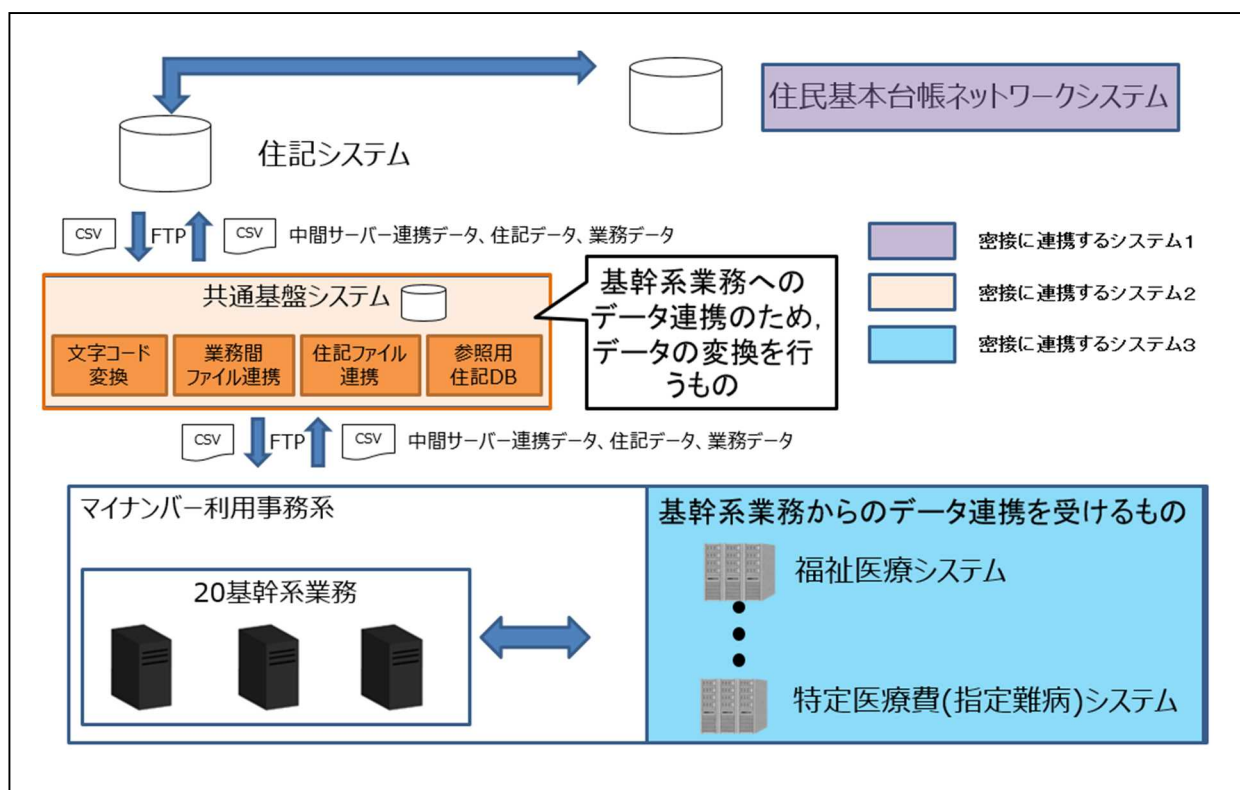 住民基本台帳ネットワークシステム
住記システム
CSV
FTP
CSV
中間サーバー連携データ、住記データ、業務データ
密接に連携するシステム1
密接に連携するシステム2
密接に連携するシステム3
共通基盤システム
文字コード
変換
業務間
ファイル連携
住記ファイル
連携
参照用
住記DB
基幹系業務への
データ連携のため,
データの変換を行
うもの
CSV
FTP
CSV
中間サーバー連携データ、住記データ、業務データ
マイナンバー利用事務系
20基幹系業務
基幹系業務からのデータ連携を受けるもの
福祉医療システム
特定医療費(指定難病)システム